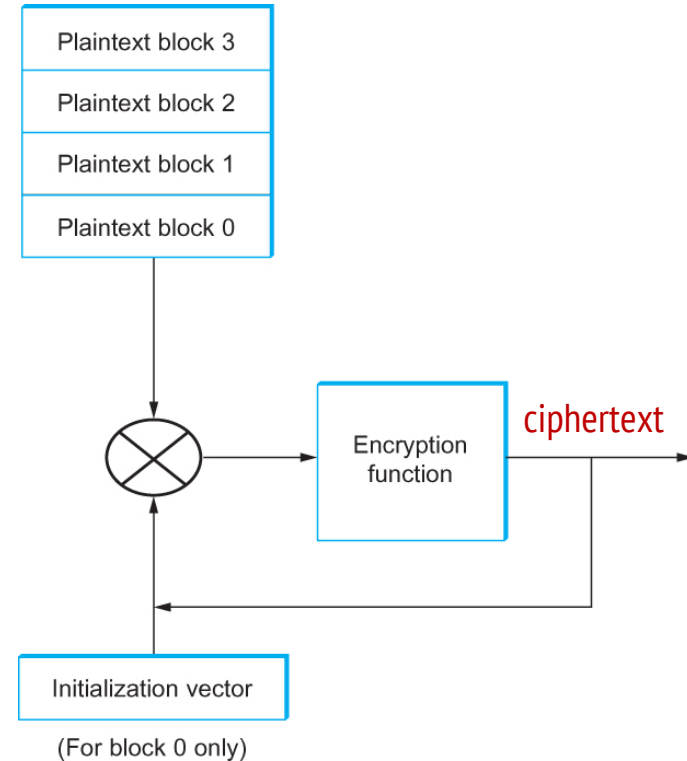 Plaintext block 3
Plaintext block 2
Plaintext block 1
Plaintext block 0
Encryption
function
ciphertext
Initialization vector
(For block 0 only)